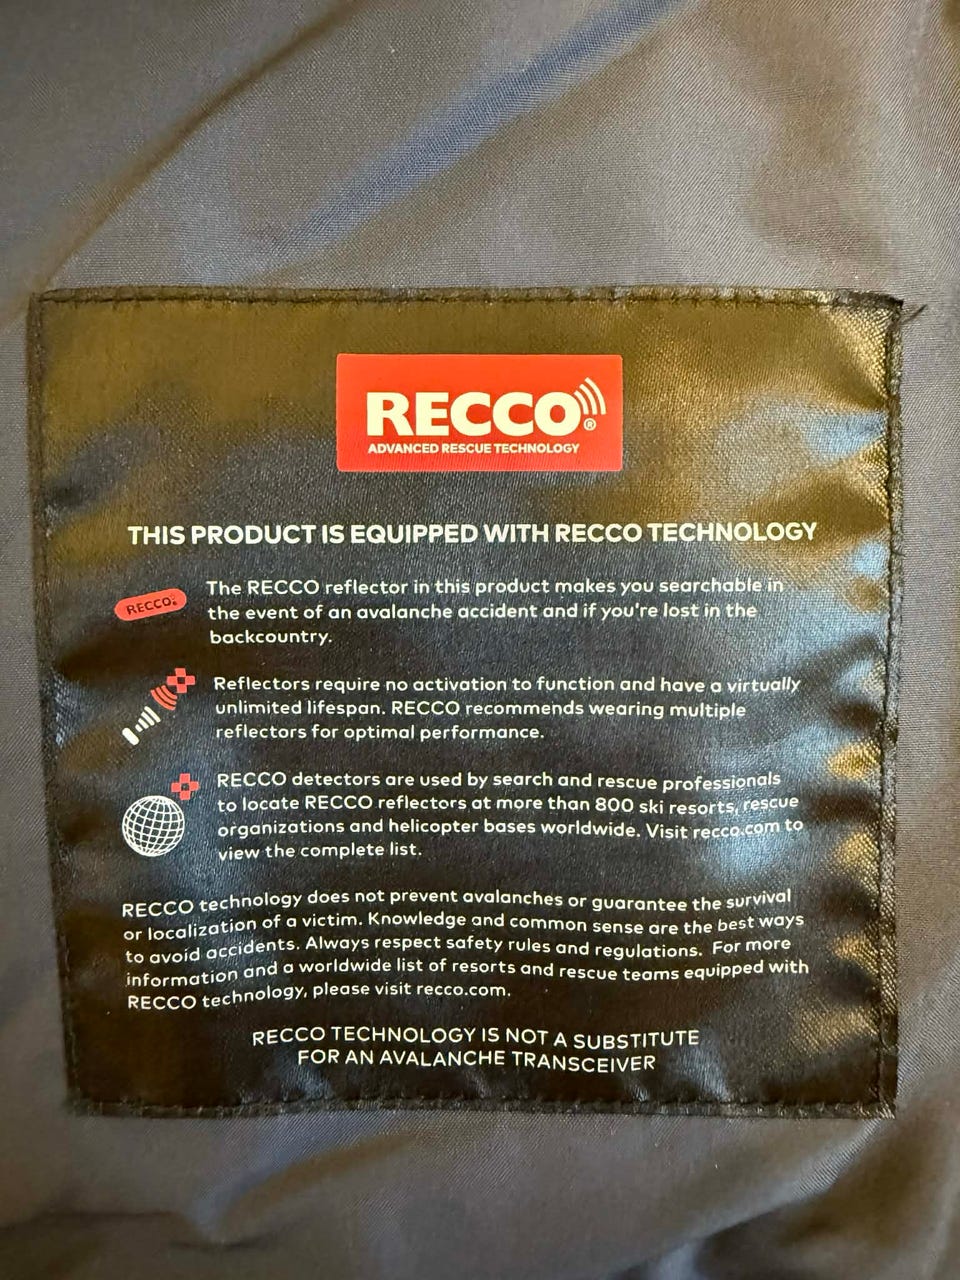 RECCO®
ADVANCED RESCUE TECHNOLOGY
THIS PRODUCT IS EQUIPPED WITH RECCO TECHNOLOGY
RECCO®
The RECCO reflector in this product makes you searchable in
the event of an avalanche accident and if you're lost in the
backcountry.
Reflectors require no activation to function and have a virtually
unlimited lifespan. RECCO recommends wearing multiple
reflectors for optimal performance.
RECCO detectors are used by search and rescue professionals
to locate RECCO reflectors at more than 800 ski resorts, rescue
organizations and helicopter bases worldwide. Visit recco.com to
view the complete list.
RECCO technology does not prevent avalanches or guarantee the survival
or localization of a victim. Knowledge and common sense are the best ways
to avoid accidents. Always respect safety rules and regulations. For more
information and a worldwide list of resorts and rescue teams equipped with
RECCO technology, please visit recco.com.
RECCO TECHNOLOGY IS NOT A SUBSTITUTE
FOR AN AVALANCHE TRANSCEIVER